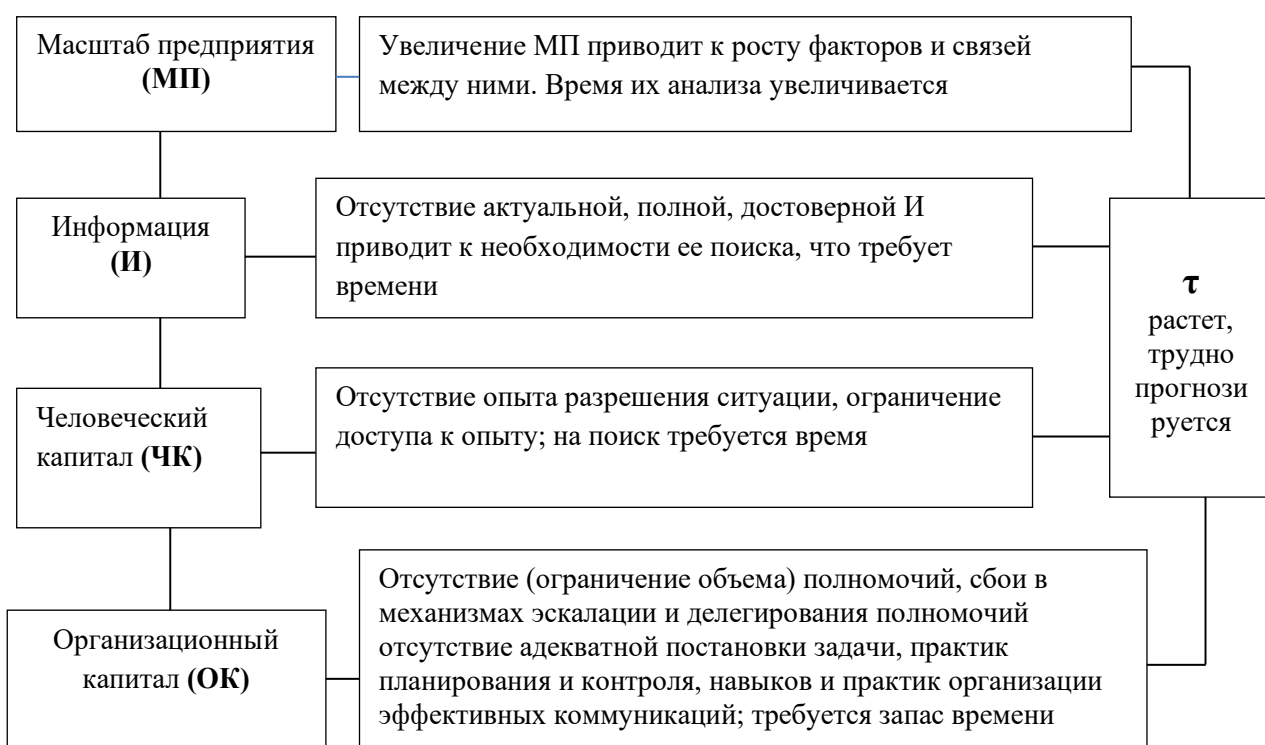 Масштаб предприятия
(МП)
Увеличение МП приводит к росту факторов и связей
между ними. Время их анализа увеличивается
Информация
(И)
Отсутствие актуальной, полной, достоверной И
приводит к необходимости ее поиска, что требует
времени
τ
растет,
трудно
прогнози
руется
Человеческий
капитал (ЧК)
Отсутствие опыта разрешения ситуации, ограничение
доступа к опыту; на поиск требуется время
Организационный
капитал (ОК)
Отсутствие (ограничение объема) полномочий, сбои в
механизмах эскалации и делегирования полномочий
отсутствие адекватной постановки задачи, практик
планирования и контроля, навыков и практик организации
эффективных коммуникаций; требуется запас времени